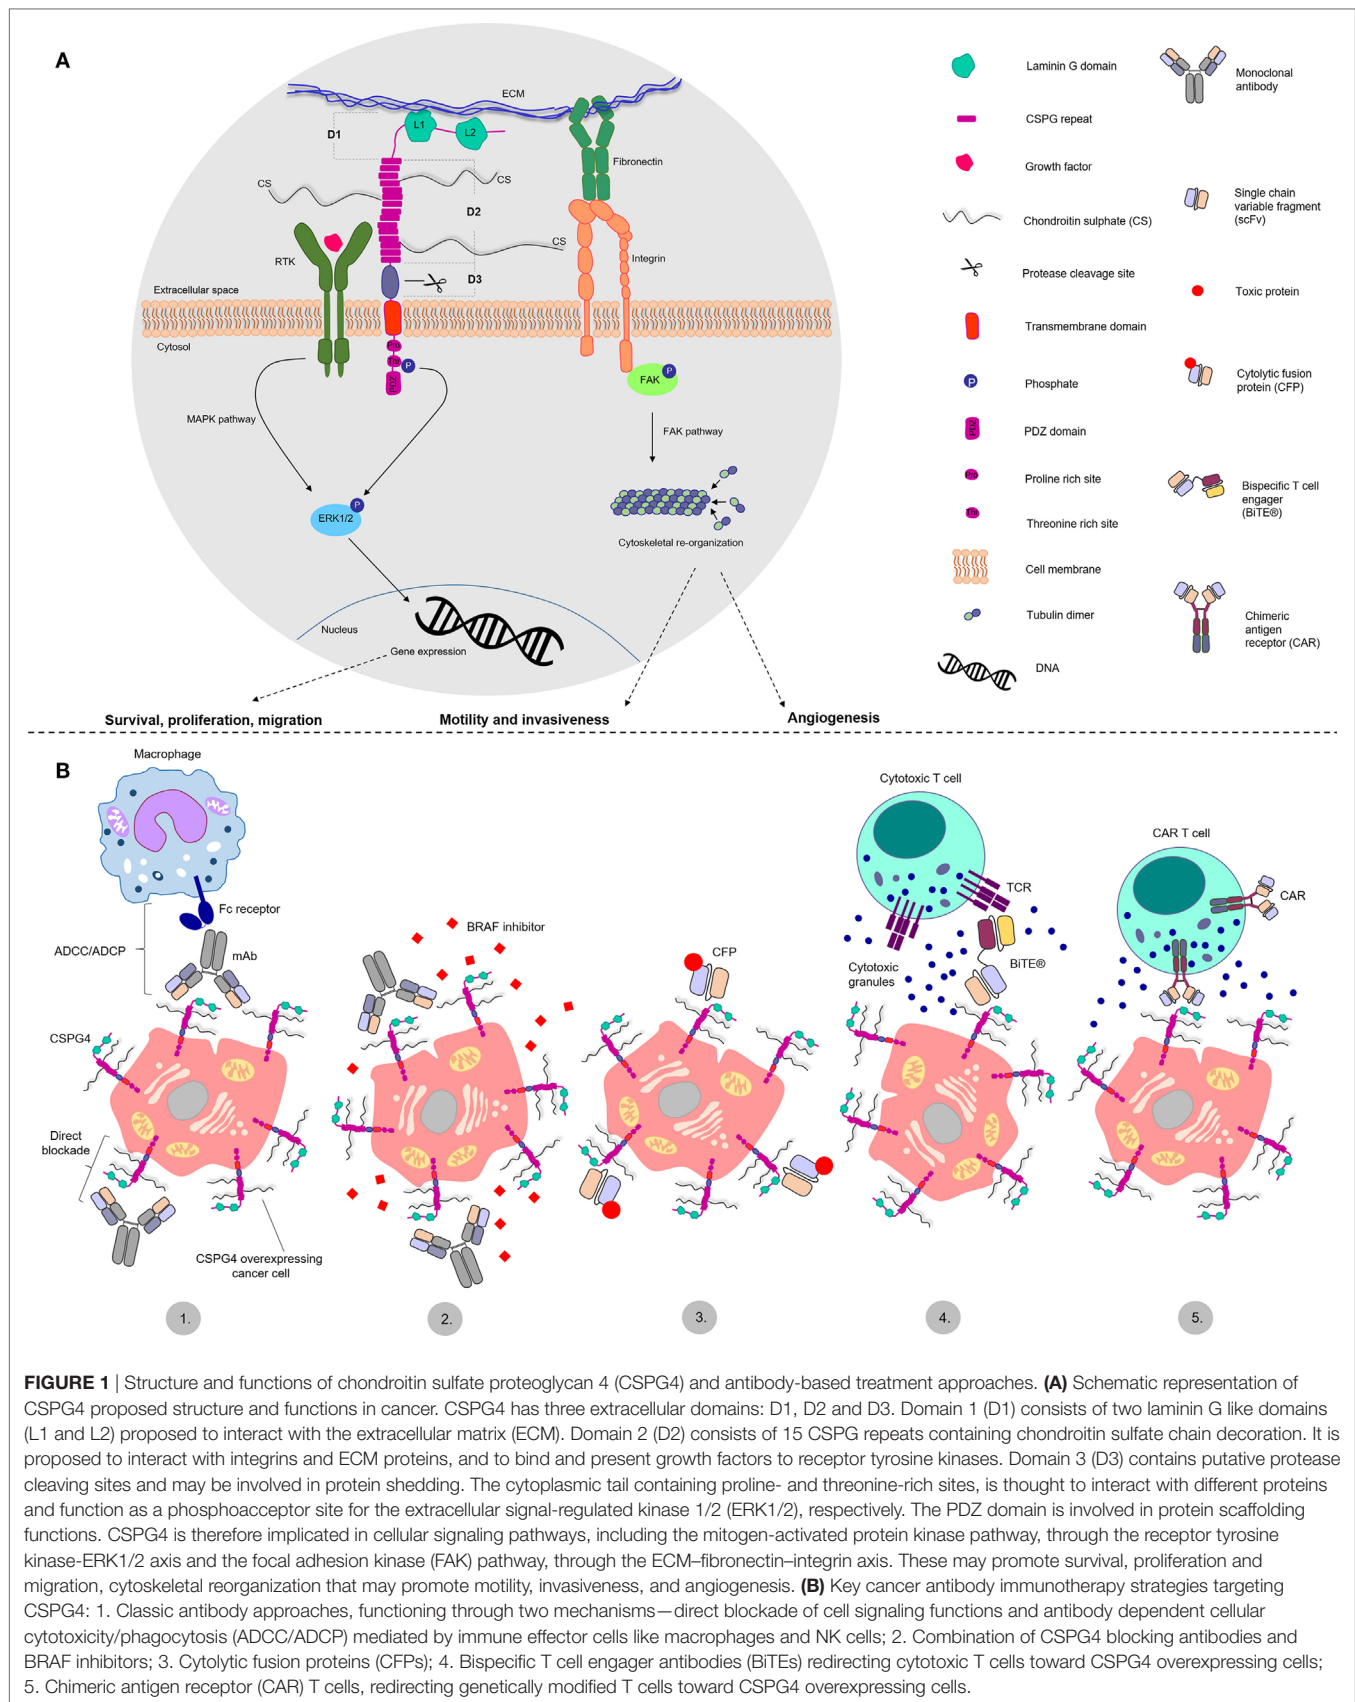 A
ECM
D1
L1
L2
Fibronectin
CS
CS
D2
CS
RTK
Integrin
D3
Extracellular space
Cytosol
Pro
Thr
P
PDZ
P
FAK
MAPK pathway
FAK pathway
P
ERK1/2
Cytoskeletal re-organization
Nucleus
Gene expression
Survival, proliferation, migration
Motility and invasiveness
Angiogenesis
Laminin G domain
CSPG repeat
Growth factor
Chondroitin sulphate (CS)
Protease cleavage site
Transmembrane domain
P
Phosphate
PDZ
PDZ domain
Pro
Proline rich site
Thr
Threonine rich site
Cell membrane
Tubulin dimer
DNA
Monoclonal
antibody
Single chain
variable fragment
(scFv)
Toxic protein
Cytolytic fusion
protein (CFP)
Bispecific T cell
engager
(BiTE®)
Chimeric
antigen
receptor (CAR)
B
Macrophage
Fc receptor
ADCC/ADCP
mAb
CSPG4
Direct
blockade
CSPG4 overexpressing
cancer cell
1.
BRAF inhibitor
2.
CFP
3.
Cytotoxic T cell
TCR
BiTE®
Cytotoxic
granules
4.
CAR T cell
CAR
5.
FIGURE 1 | Structure and functions of chondroitin sulfate proteoglycan 4 (CSPG4) and antibody-based treatment approaches. (A) Schematic representation of
CSPG4 proposed structure and functions in cancer. CSPG4 has three extracellular domains: D1, D2 and D3. Domain 1 (D1) consists of two laminin G like domains
(L1 and L2) proposed to interact with the extracellular matrix (ECM). Domain 2 (D2) consists of 15 CSPG repeats containing chondroitin sulfate chain decoration. It is
proposed to interact with integrins and ECM proteins, and to bind and present growth factors to receptor tyrosine kinases. Domain 3 (D3) contains putative protease
cleaving sites and may be involved in protein shedding. The cytoplasmic tail containing proline- and threonine-rich sites, is thought to interact with different proteins
and function as a phosphoacceptor site for the extracellular signal-regulated kinase 1/2 (ERK1/2), respectively. The PDZ domain is involved in protein scaffolding
functions. CSPG4 is therefore implicated in cellular signaling pathways, including the mitogen-activated protein kinase pathway, through the receptor tyrosine
kinase-ERK1/2 axis and the focal adhesion kinase (FAK) pathway, through the ECM–fibronectin–integrin axis. These may promote survival, proliferation and
migration, cytoskeletal reorganization that may promote motility, invasiveness, and angiogenesis. (B) Key cancer antibody immunotherapy strategies targeting
CSPG4: 1. Classic antibody approaches, functioning through two mechanisms—direct blockade of cell signaling functions and antibody dependent cellular
cytotoxicity/phagocytosis (ADCC/ADCP) mediated by immune effector cells like macrophages and NK cells; 2. Combination of CSPG4 blocking antibodies and
BRAF inhibitors; 3. Cytolytic fusion proteins (CFPs); 4. Bispecific T cell engager antibodies (BiTEs) redirecting cytotoxic T cells toward CSPG4 overexpressing cells;
5. Chimeric antigen receptor (CAR) T cells, redirecting genetically modified T cells toward CSPG4 overexpressing cells.